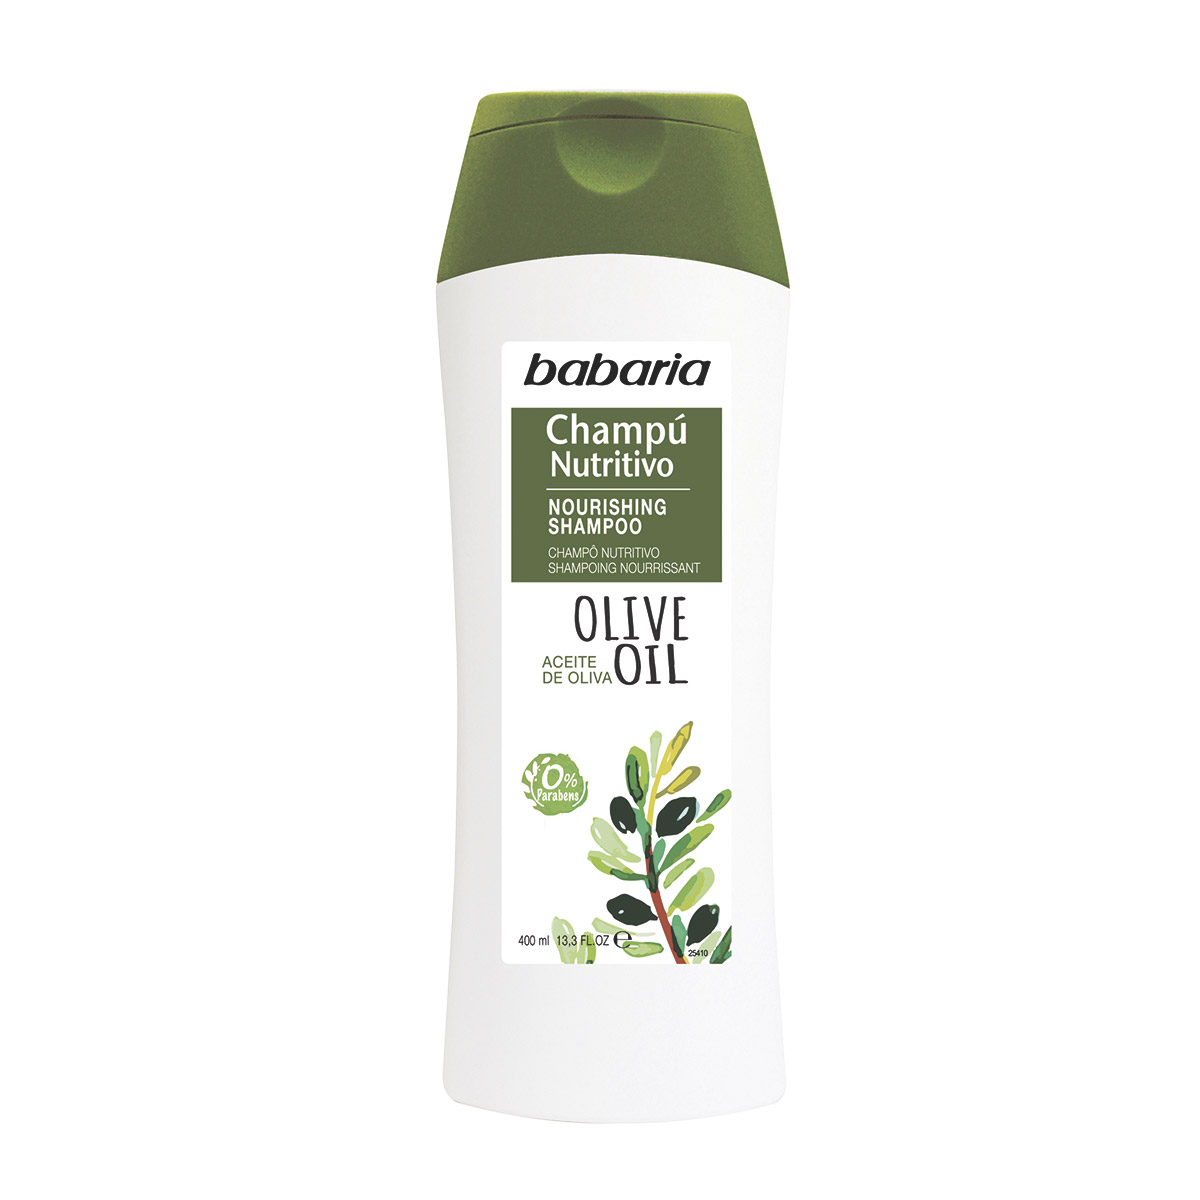 babaria
Champú
Nutritivo
NOURISHING
SHAMPOO
CHAMPÔ NUTRITIVO
SHAMPOING NOURRISSANT
OLIVE
OIL
ACEITE
DE OLIVA
0%
Parabens
400 ml 13,3 FL.OZ ℮
25410